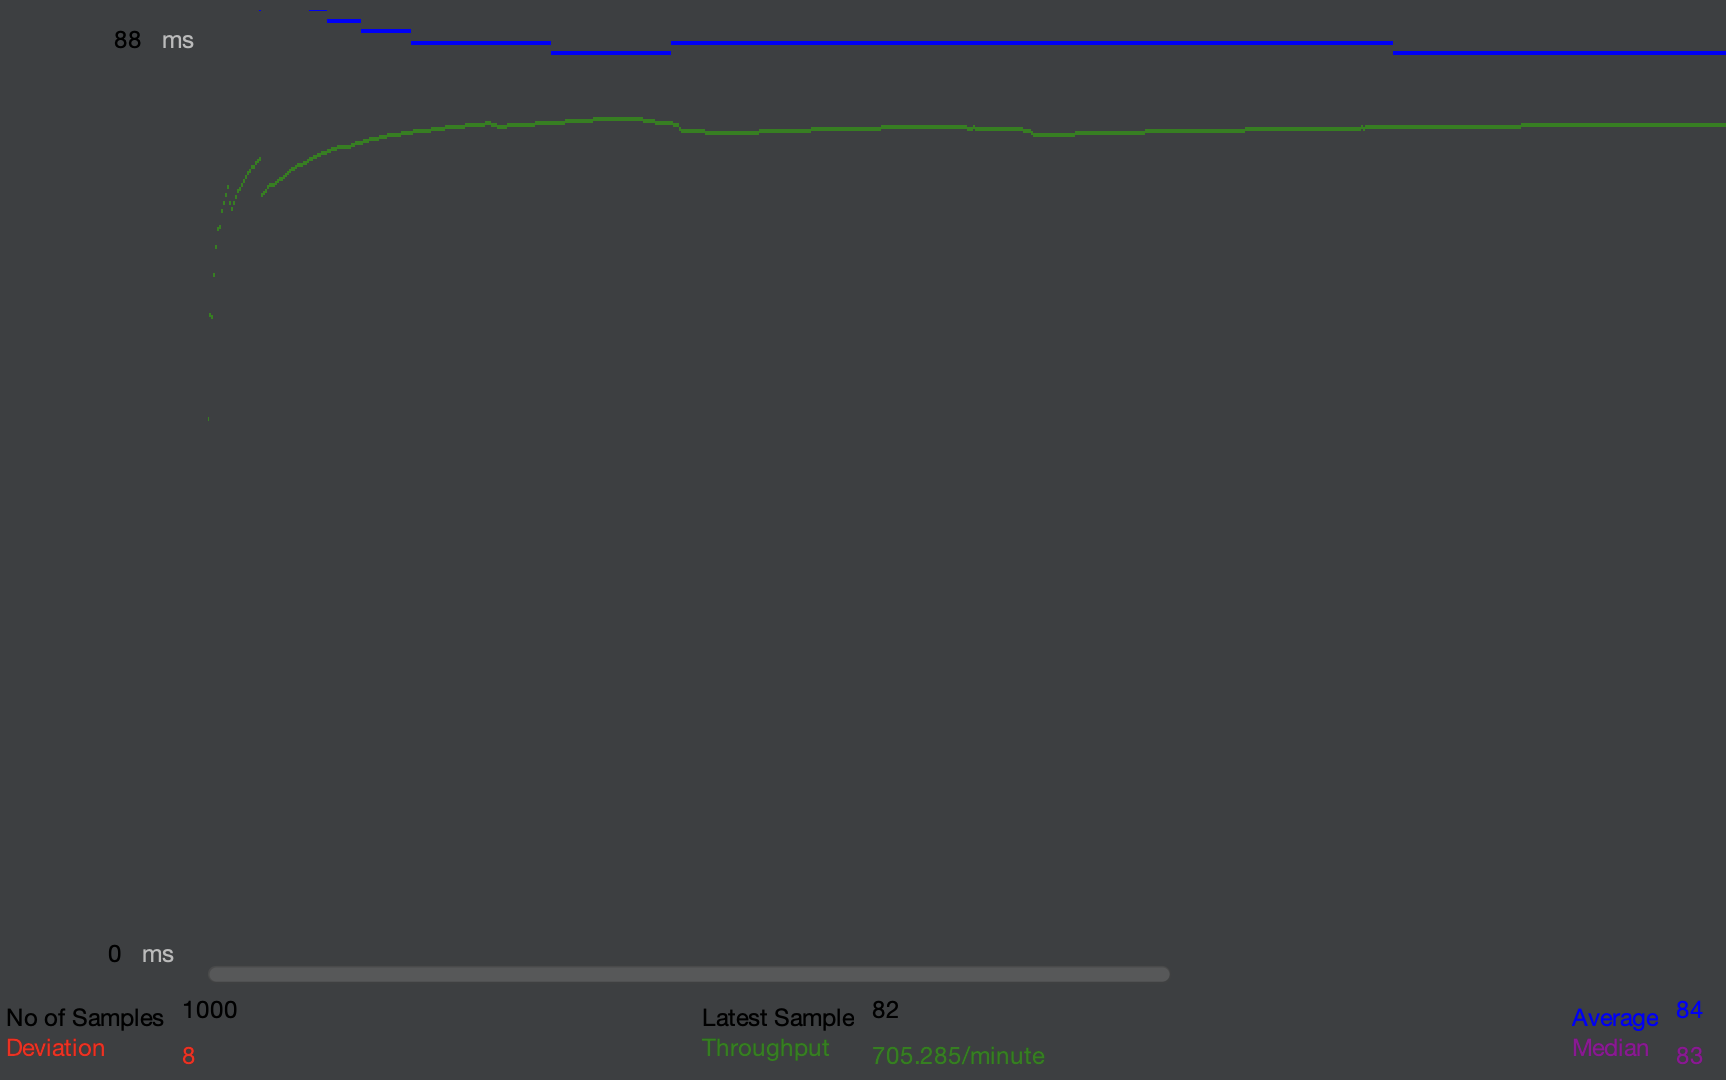 88 ms
0 ms
No of Samples 1000 Latest Sample 82 Average 84
Deviation 8 Throughput 705.285/minute Median 83